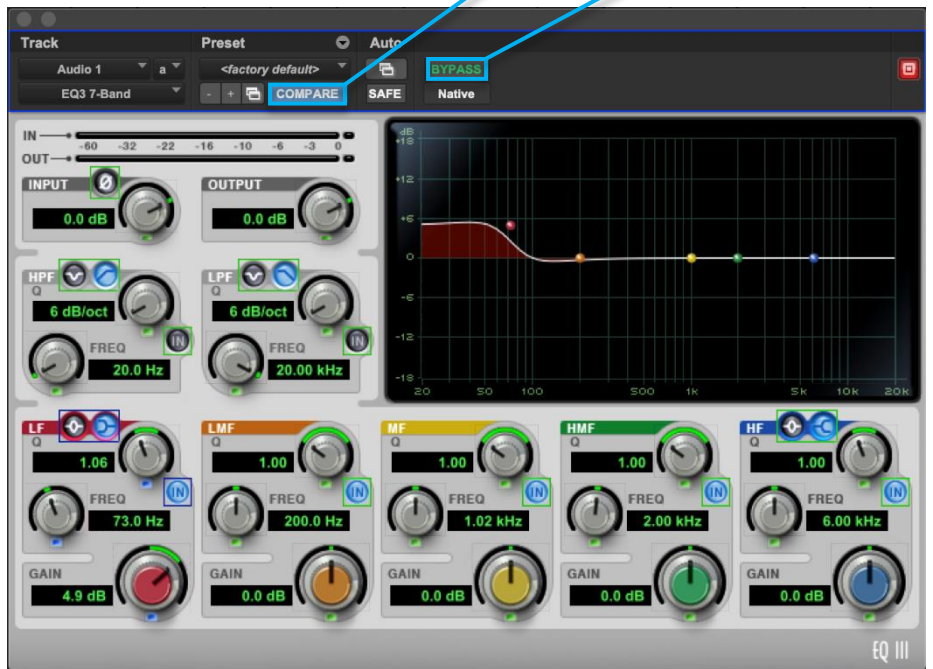 Track Preset Auto
Audio 1 a <factory default> BYPASS
EQ3 7-Band - + COMPARE SAFE Native
IN
-60 -32 -22 -16 -10 -6 -3 0
OUT
INPUT Ø OUTPUT
0.0 dB 0.0 dB
HPF LPF
Q Q
6 dB/oct 6 dB/oct
IN IN
FREQ FREQ
20.0 Hz 20.00 kHz
dB
+18
+12
+6
0
-6
-12
-18
20 50 100 500 1k 5k 10k 20k
LF LMF MF HMF HF
Q Q Q Q Q
1.06 1.00 1.00 1.00 1.00
IN IN IN IN IN
FREQ FREQ FREQ FREQ FREQ
73.0 Hz 200.0 Hz 1.02 kHz 2.00 kHz 6.00 kHz
GAIN GAIN GAIN GAIN GAIN
4.9 dB 0.0 dB 0.0 dB 0.0 dB 0.0 dB
EQ III